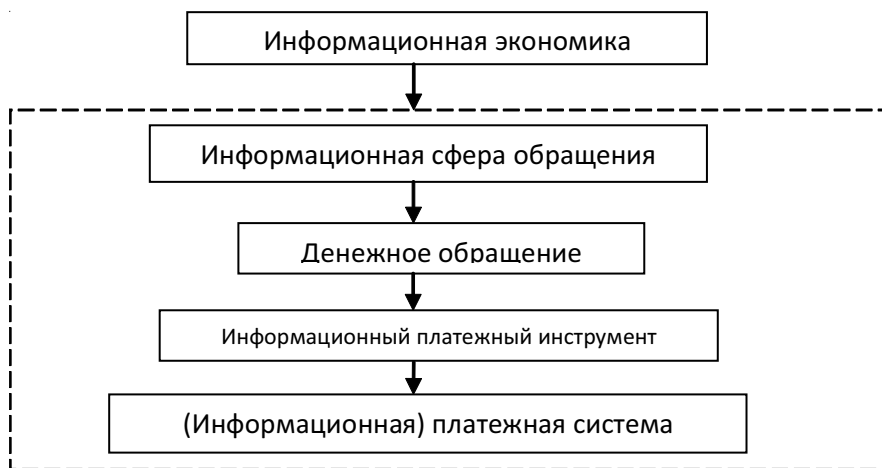 Информационная экономика
Информационная сфера обращения
Денежное обращение
Информационный платежный инструмент
(Информационная) платежная система